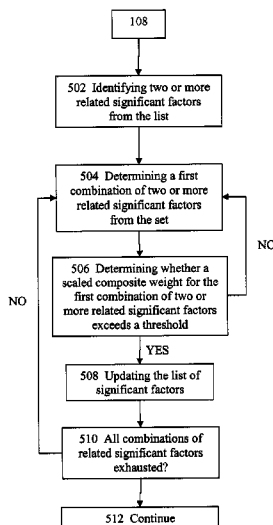 108
502 Identifying two or more
related significant factors
from the list
504 Determining a first
combination of two or more
related significant factors
from the set
NO
506 Determining whether a
scaled composite weight for the
first combination of two or
more related significant factors
exceeds a threshold
NO
YES
508 Updating the list of
significant factors
510 All combinations of
related significant factors
exhausted?
512 Continue